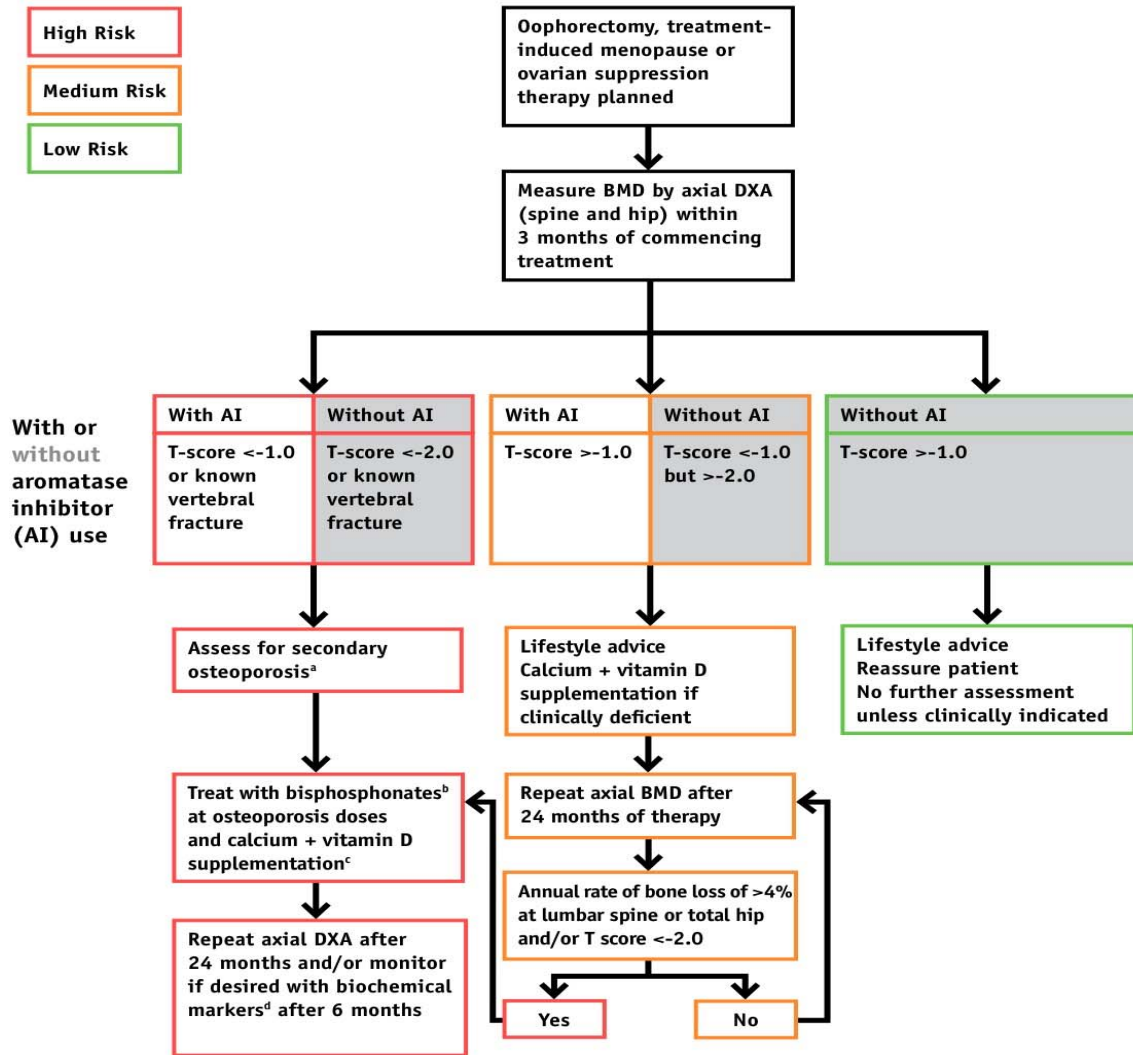 High Risk
Medium Risk
Low Risk
Oophorectomy, treatment-
induced menopause or
ovarian suppression
therapy planned
Measure BMD by axial DXA
(spine and hip) within
3 months of commencing
treatment
With or
without
aromatase
inhibitor
(AI) use
With AI
T-score <-1.0
or known
vertebral
fracture
Without AI
T-score <-2.0
or known
vertebral
fracture
With AI
T-score >-1.0
Without AI
T-score <-1.0
but >-2.0
Without AI
T-score >-1.0
Assess for secondary
osteoporosisᵃ
Treat with bisphosphonatesᵇ
at osteoporosis doses
and calcium + vitamin D
supplementationᶜ
Repeat axial DXA after
24 months and/or monitor
if desired with biochemical
markersᵈ after 6 months
Lifestyle advice
Calcium + vitamin D
supplementation if
clinically deficient
Repeat axial BMD after
24 months of therapy
Annual rate of bone loss of >4%
at lumbar spine or total hip
and/or T score <-2.0
Yes
No
Lifestyle advice
Reassure patient
No further assessment
unless clinically indicated